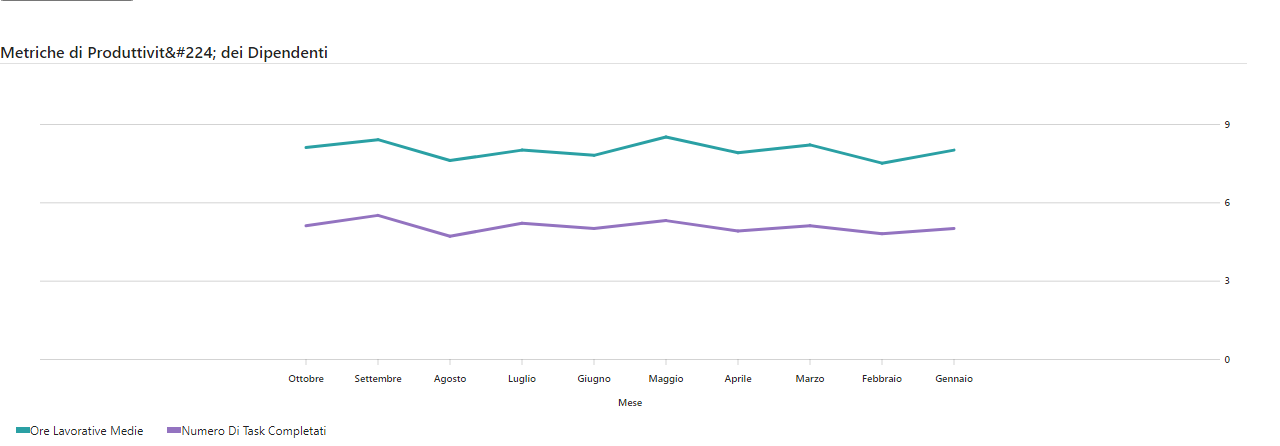 Metriche di Produttivit&#224; dei Dipendenti
9
6
3
0
Ottobre Settembre Agosto Luglio Giugno Maggio Aprile Marzo Febbraio Gennaio
Mese
Ore Lavorative Medie Numero Di Task Completati